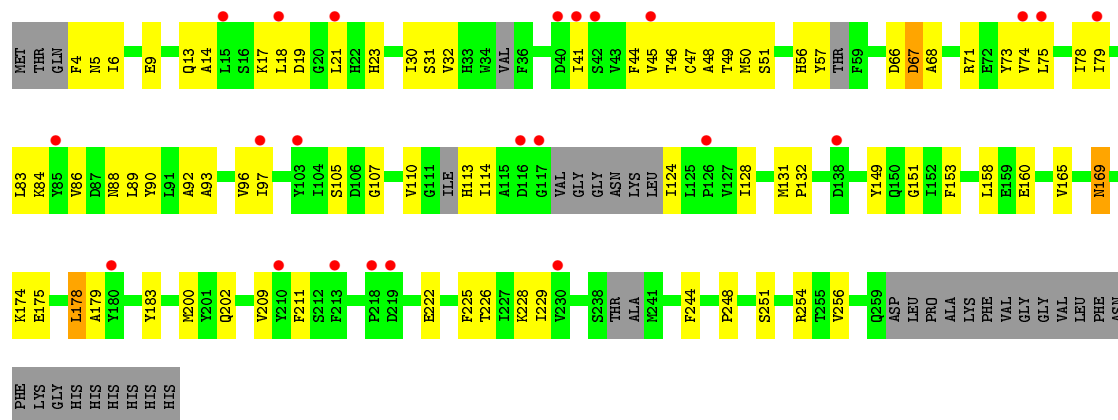 MET THR GLN F4 N5 I6 E9 Q13 A14 L15 S16 K17 L18 D19 G20 L21 H22 H23 I30 S31 V32 H33 W34 VAL F36 D40 I41 S42 V43 F44 V45 T46 C47 A48 T49 M50 S51 H56 Y57 THR F59 D66 D67 A68 R71 E72 Y73 V74 L75 I78 I79
L83 K84 Y85 V86 D87 N88 L89 Y90 L91 A92 A93 V96 I97 Y103 I104 S105 D106 G107 V110 G111 ILE H113 I114 A115 D116 G117 VAL GLY GLY ASN LYS LEU I124 L125 P126 V127 I128 M131 P132 D138 Y149 Q150 G151 I152 F153 L158 E159 E160 V165 N169
K174 E175 L178 A179 Y180 Y183 M200 Y201 Q202 V209 Y210 F211 S212 F213 P218 D219 E222 F225 T226 I227 K228 I229 V230 S238 THR ALA M241 F244 P248 S251 R254 T255 V256 Q259 ASP LEU PRO ALA LYS PHE VAL GLY GLY VAL LEU PHE ASN
PHE LYS GLY HIS HIS HIS HIS HIS HIS